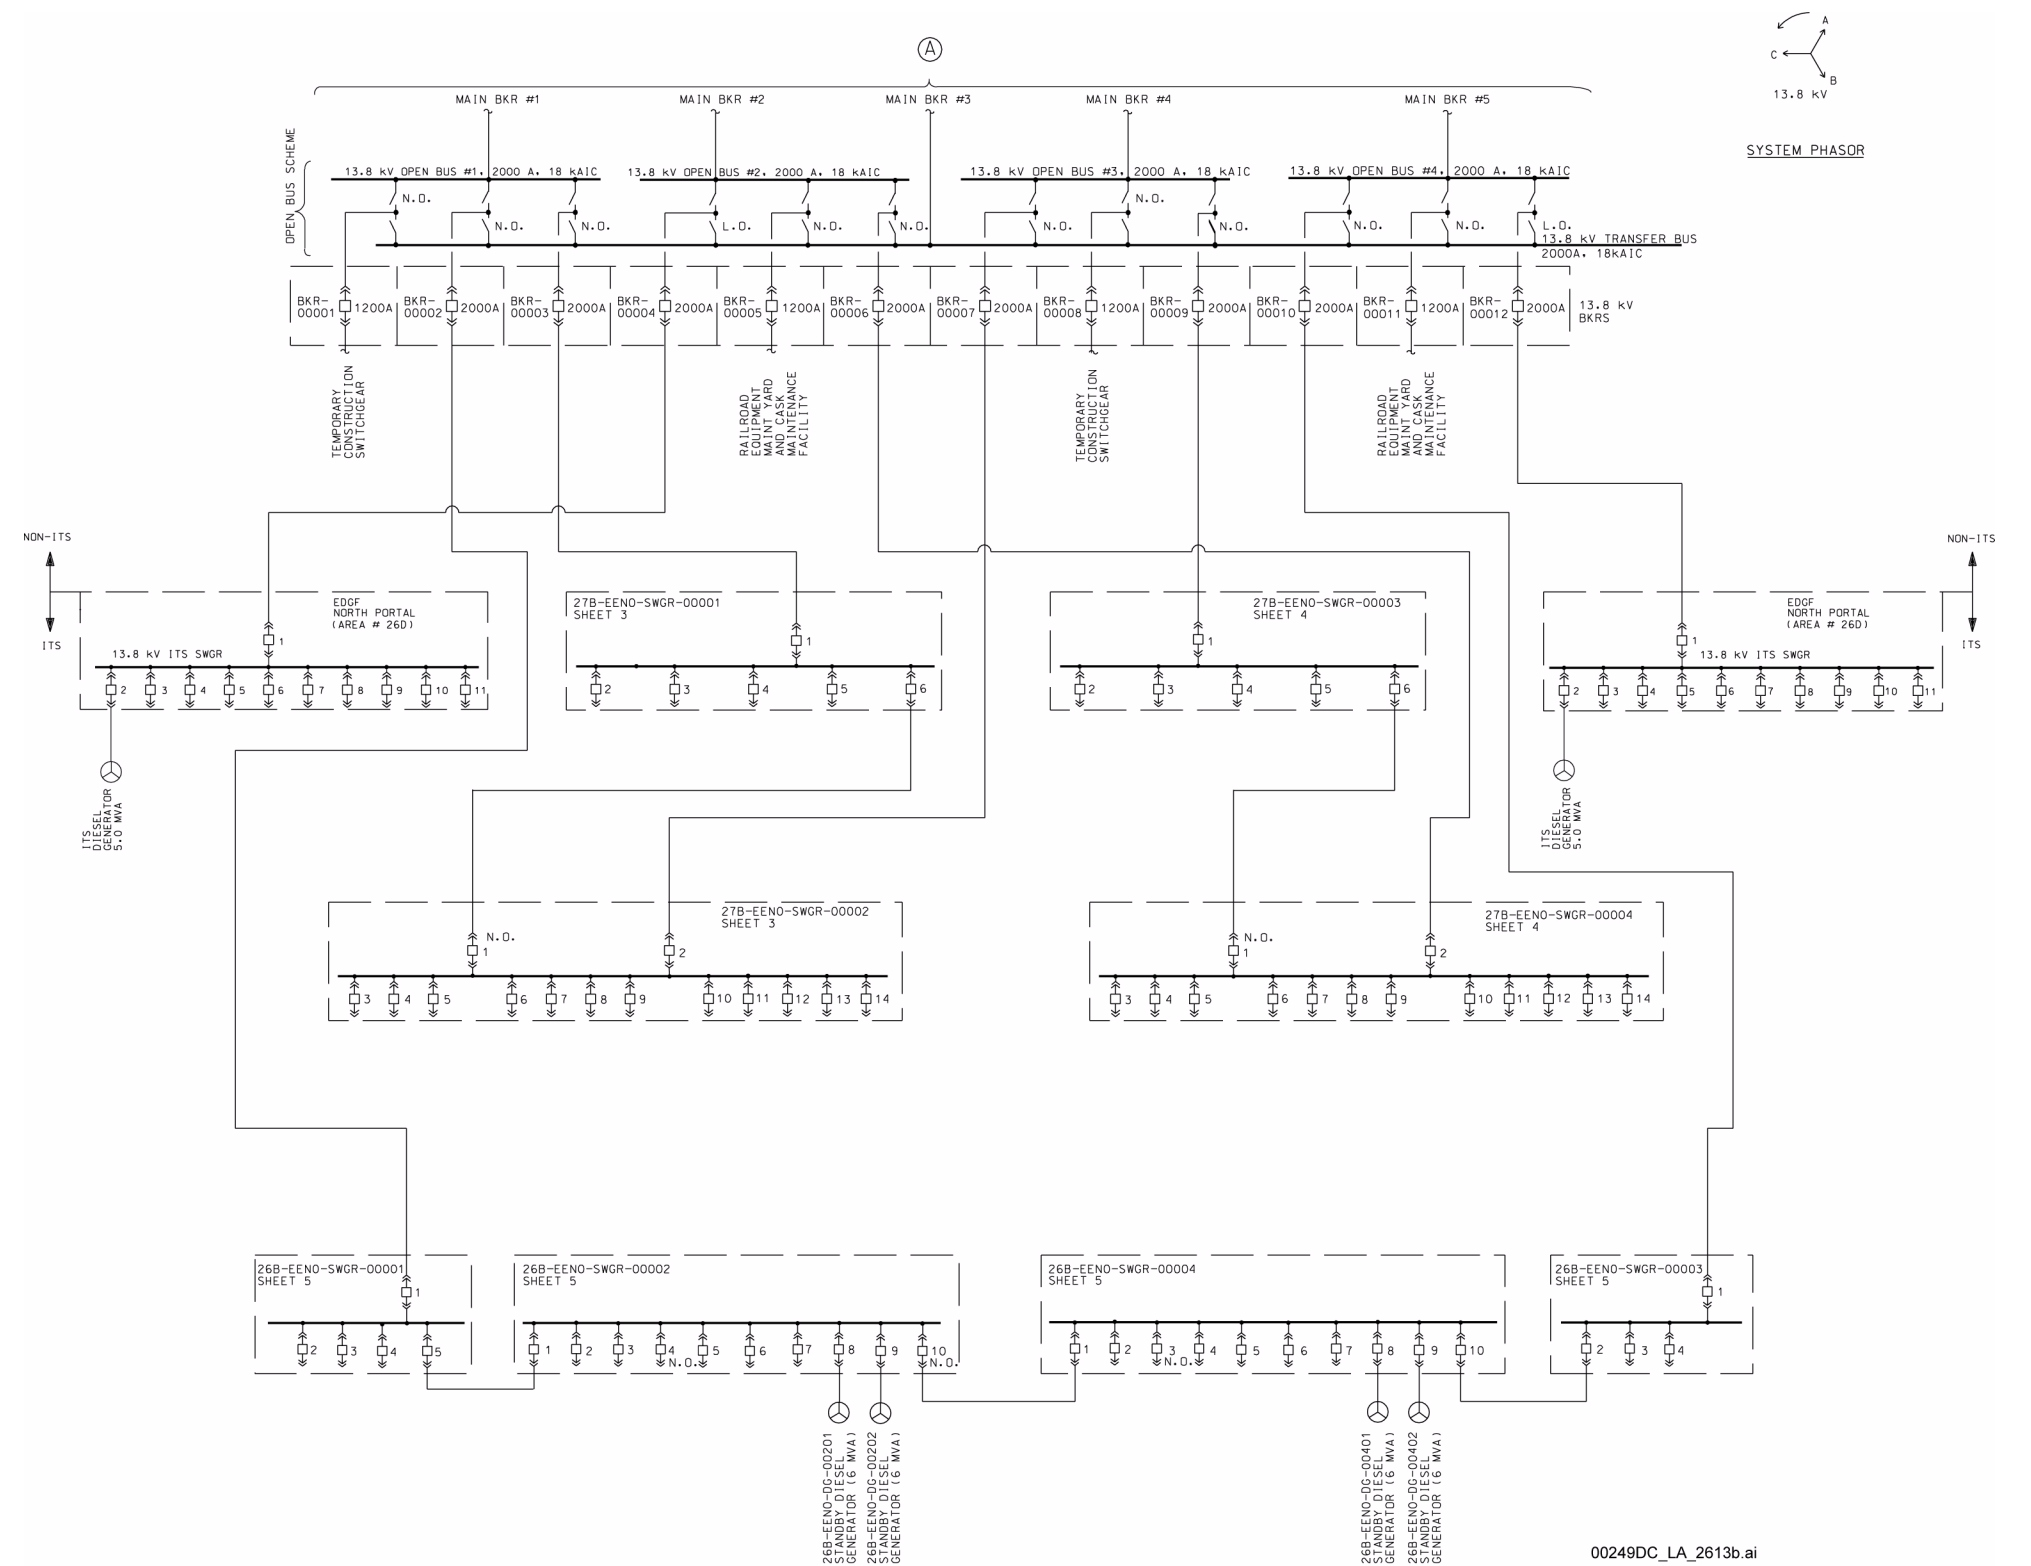 A
A
C
B
13.8 kV
SYSTEM PHASOR
MAIN BKR #1
MAIN BKR #2
MAIN BKR #3
MAIN BKR #4
MAIN BKR #5
OPEN BUS SCHEME
13.8 kV OPEN BUS #1, 2000 A, 18 kAIC
13.8 kV OPEN BUS #2, 2000 A, 18 kAIC
13.8 kV OPEN BUS #3, 2000 A, 18 kAIC
13.8 kV OPEN BUS #4, 2000 A, 18 kAIC
N.O.
N.O.
N.O.
N.O.
L.O.
N.O.
N.O.
N.O.
N.O.
N.O.
N.O.
L.O.
13.8 kV TRANSFER BUS
2000A, 18kAIC
BKR-
00001
1200A
BKR-
00002
2000A
BKR-
00003
2000A
BKR-
00004
2000A
BKR-
00005
1200A
BKR-
00006
2000A
BKR-
00007
2000A
BKR-
00008
1200A
BKR-
00009
2000A
BKR-
00010
2000A
BKR-
00011
1200A
BKR-
00012
2000A
13.8 kV
BKRS
TEMPORARY
CONSTRUCTION
SWITCHGEAR
RAILROAD
EQUIPMENT
MAINT YARD
AND CASK
MAINTENANCE
FACILITY
TEMPORARY
CONSTRUCTION
SWITCHGEAR
RAILROAD
EQUIPMENT
MAINT YARD
AND CASK
MAINTENANCE
FACILITY
NON-ITS
ITS
EDGF
NORTH PORTAL
(AREA # 26D)
1
13.8 kV ITS SWGR
2
3
4
5
6
7
8
9
10
11
ITS
DIESEL
GENERATOR
5.0 MVA
27B-EEN0-SWGR-00001
SHEET 3
1
2
3
4
5
6
27B-EEN0-SWGR-00003
SHEET 4
1
2
3
4
5
6
NON-ITS
ITS
EDGF
NORTH PORTAL
(AREA # 26D)
1
13.8 kV ITS SWGR
2
3
4
5
6
7
8
9
10
11
ITS
DIESEL
GENERATOR
5.0 MVA
27B-EEN0-SWGR-00002
SHEET 3
N.O.
1
2
3
4
5
6
7
8
9
10
11
12
13
14
27B-EEN0-SWGR-00004
SHEET 4
N.O.
1
2
3
4
5
6
7
8
9
10
11
12
13
14
26B-EEN0-SWGR-00001
SHEET 5
1
2
3
4
5
26B-EEN0-SWGR-00002
SHEET 5
1
2
3
4
N.O.
5
6
7
8
9
10
N.O.
26B-EEN0-DG-00201
STANDBY DIESEL
GENERATOR (6 MVA)
26B-EEN0-DG-00202
STANDBY DIESEL
GENERATOR (6 MVA)
26B-EEN0-SWGR-00004
SHEET 5
1
2
3
N.O.
4
5
6
7
8
9
10
26B-EEN0-DG-00401
STANDBY DIESEL
GENERATOR (6 MVA)
26B-EEN0-DG-00402
STANDBY DIESEL
GENERATOR (6 MVA)
26B-EEN0-SWGR-00003
SHEET 5
1
2
3
4
00249DC_LA_2613b.ai